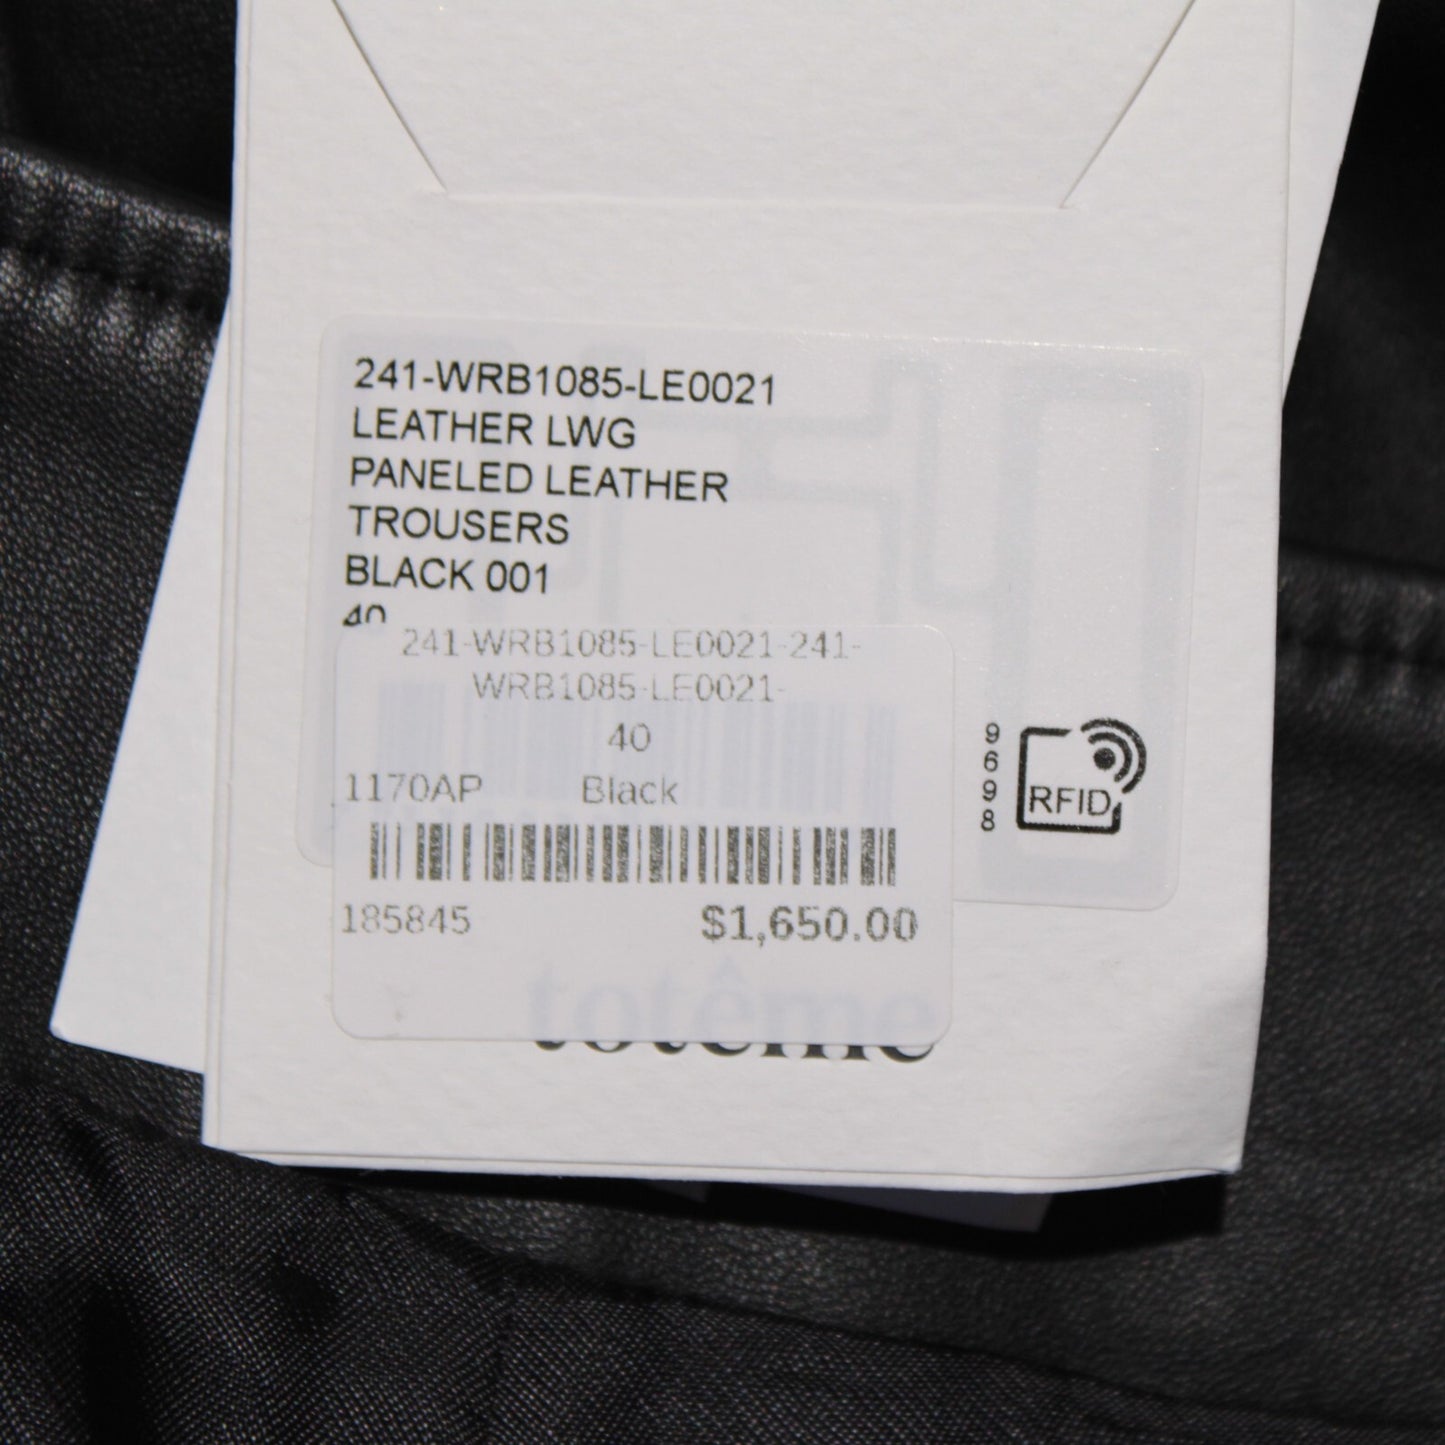 241-WRB1085-LE0021
LEATHER LWG
PANELED LEATHER
TROUSERS
BLACK 001
40
241-WRB1085-LE0021-241-
WRB1085-LE0021-
40
1170AP Black
185845 $1,650.00
totême
9698
RFID